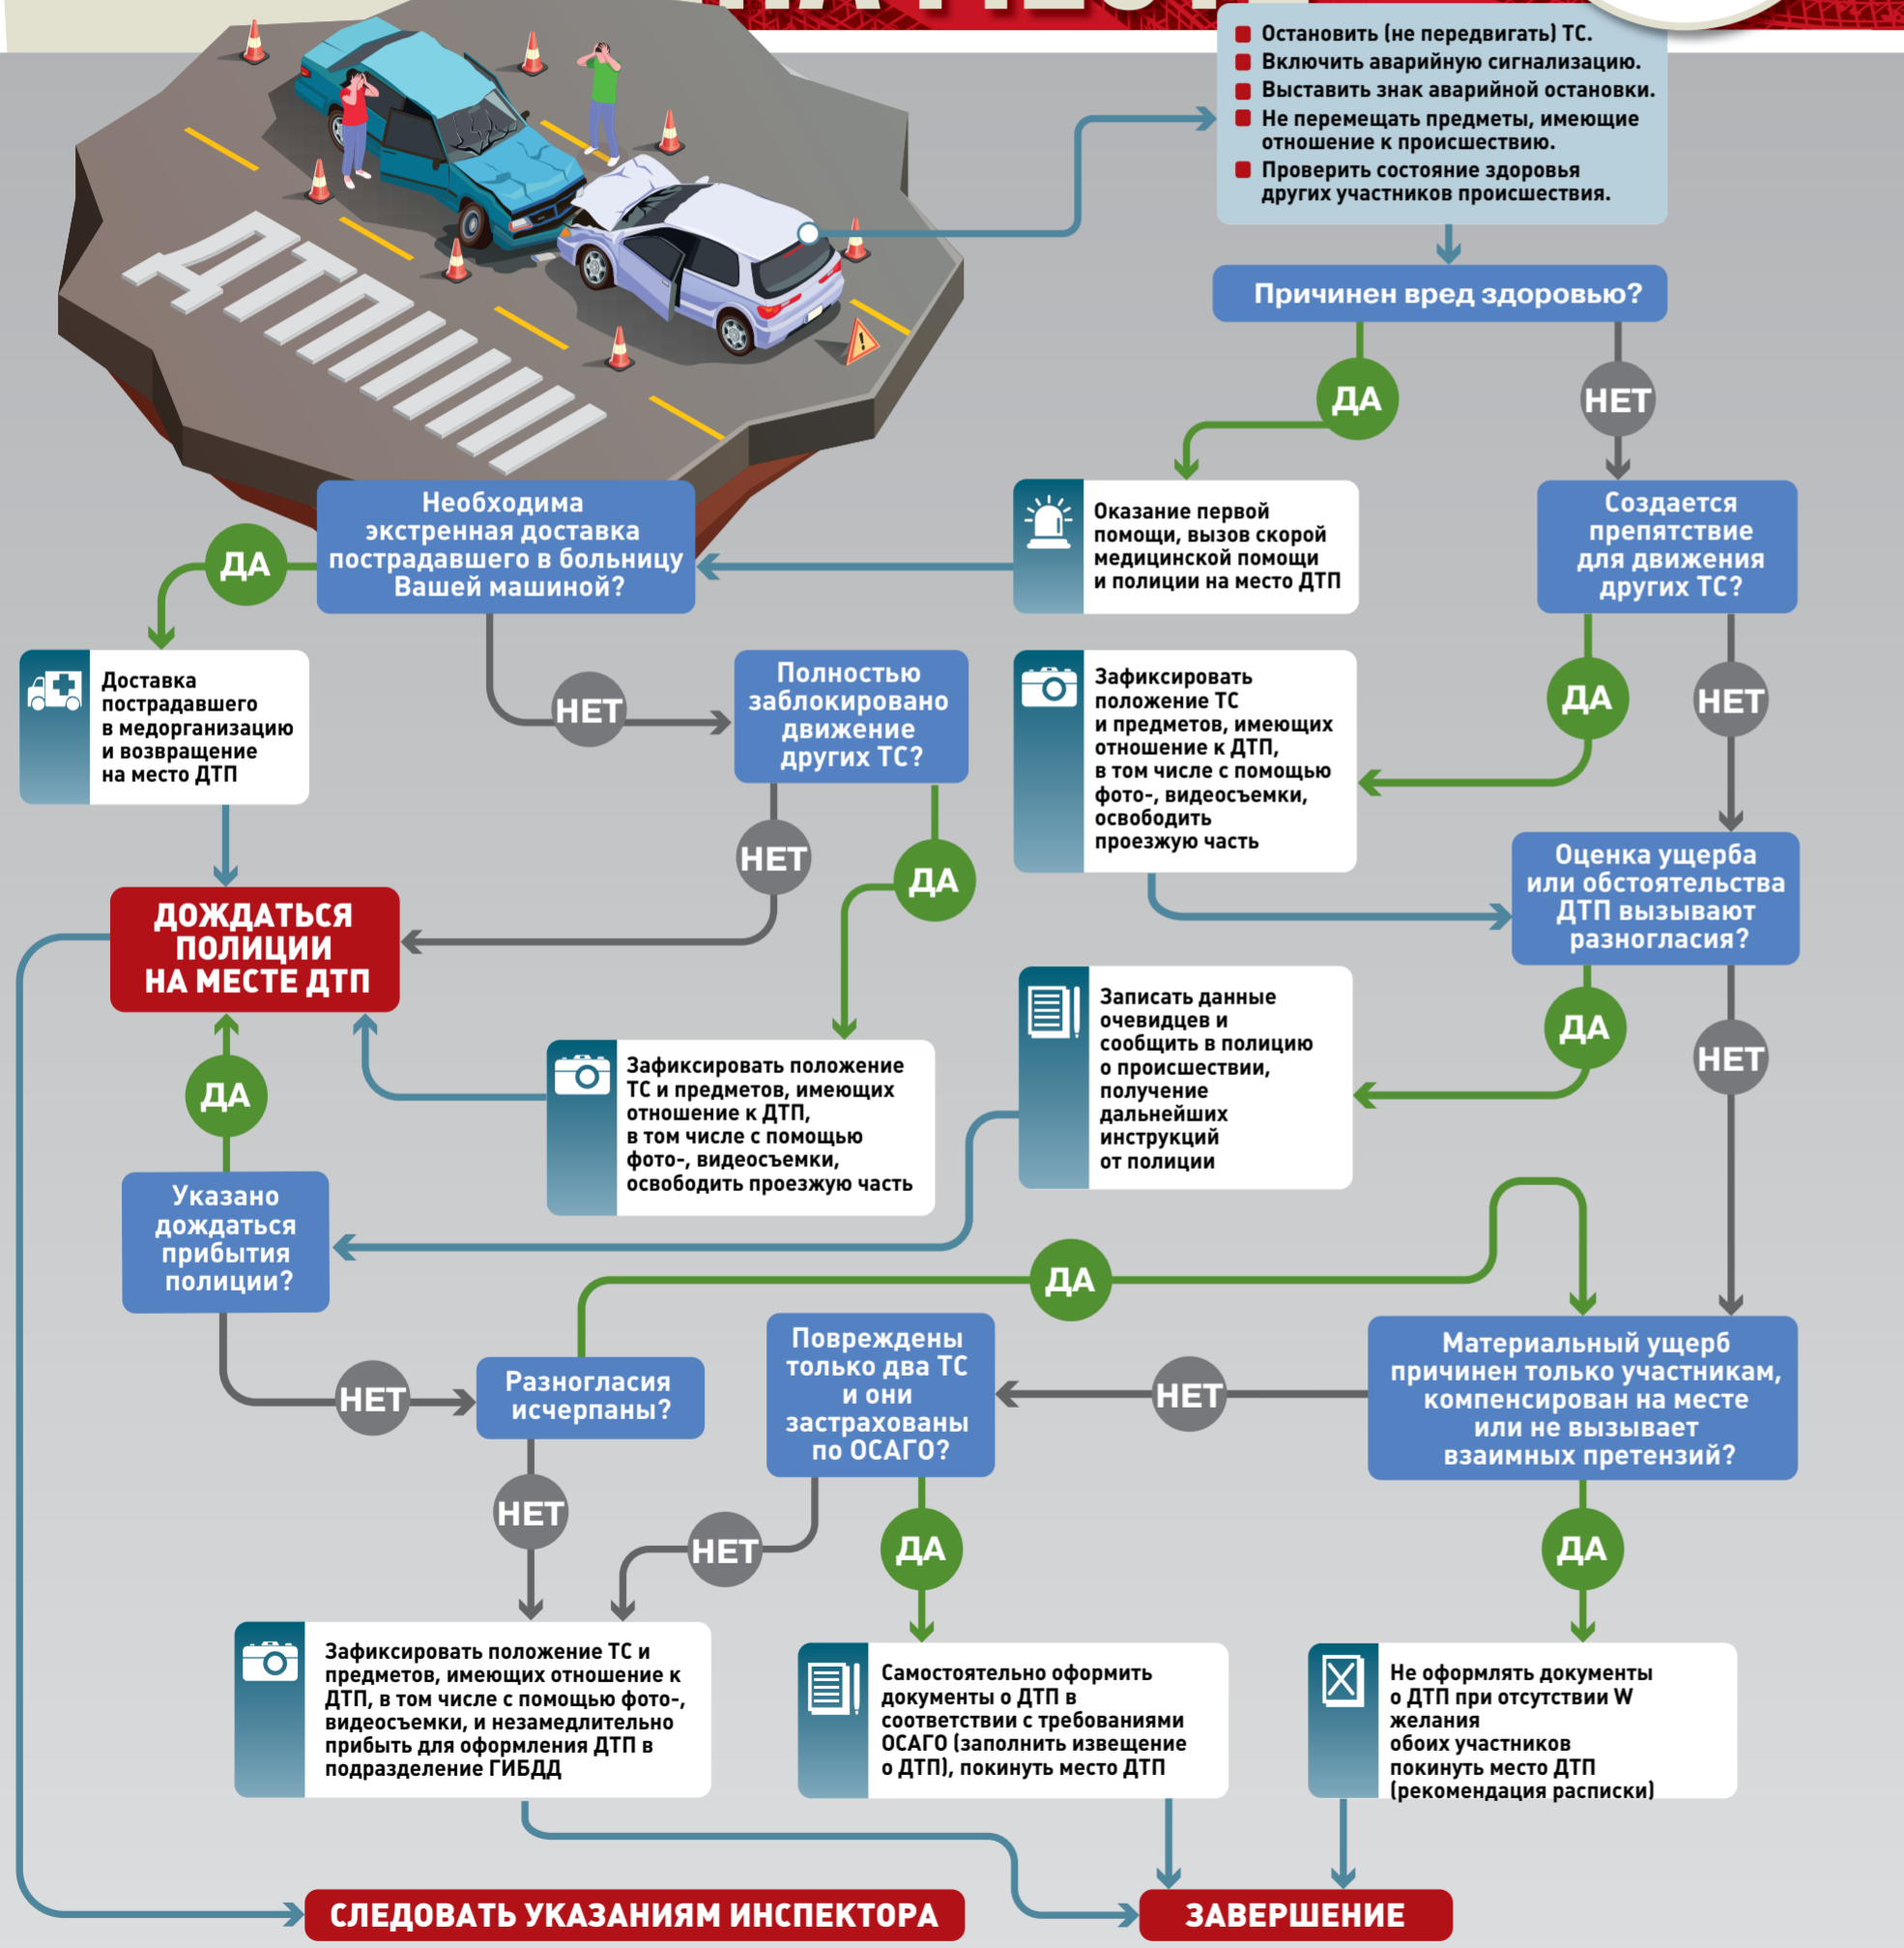 Остановить (не передвигать) ТС.
Включить аварийную сигнализацию.
Выставить знак аварийной остановки.
Не перемещать предметы, имеющие
отношение к происшествию.
Проверить состояние здоровья
других участников происшествия.
ДТП
Причинен вред здоровью?
ДА
НЕТ
Необходима
экстренная доставка
пострадавшего в больницу
Вашей машиной?
ДА
Оказание первой
помощи, вызов скорой
медицинской помощи
и полиции на место ДТП
Создается
препятствие
для движения
других ТС?
Доставка
пострадавшего
в медорганизацию
и возвращение
на место ДТП
НЕТ
Полностью
заблокировано
движение
других ТС?
Зафиксировать
положение ТС
и предметов, имеющих
отношение к ДТП,
в том числе с помощью
фото-, видеосъемки,
освободить
проезжую часть
ДА
НЕТ
НЕТ
ДА
Оценка ущерба
или обстоятельства
ДТП вызывают
разногласия?
ДОЖДАТЬСЯ
ПОЛИЦИИ
НА МЕСТЕ ДТП
Записать данные
очевидцев и
сообщить в полицию
о происшествии,
получение
дальнейших
инструкций
от полиции
ДА
НЕТ
ДА
Зафиксировать положение
ТС и предметов, имеющих
отношение к ДТП,
в том числе с помощью
фото-, видеосъемки,
освободить проезжую часть
Указано
дождаться
прибытия
полиции?
ДА
НЕТ
Разногласия
исчерпаны?
Повреждены
только два ТС
и они
застрахованы
по ОСАГО?
НЕТ
Материальный ущерб
причинен только участникам,
компенсирован на месте
или не вызывает
взаимных претензий?
НЕТ
НЕТ
ДА
ДА
Зафиксировать положение ТС и
предметов, имеющих отношение к
ДТП, в том числе с помощью фото-,
видеосъемки, и незамедлительно
прибыть для оформления ДТП в
подразделение ГИБДД
Самостоятельно оформить
документы о ДТП в
соответствии с требованиями
ОСАГО (заполнить извещение
о ДТП), покинуть место ДТП
Не оформлять документы
о ДТП при отсутствии W
желания
обоих участников
покинуть место ДТП
(рекомендация расписки)
СЛЕДОВАТЬ УКАЗАНИЯМ ИНСПЕКТОРА
ЗАВЕРШЕНИЕ